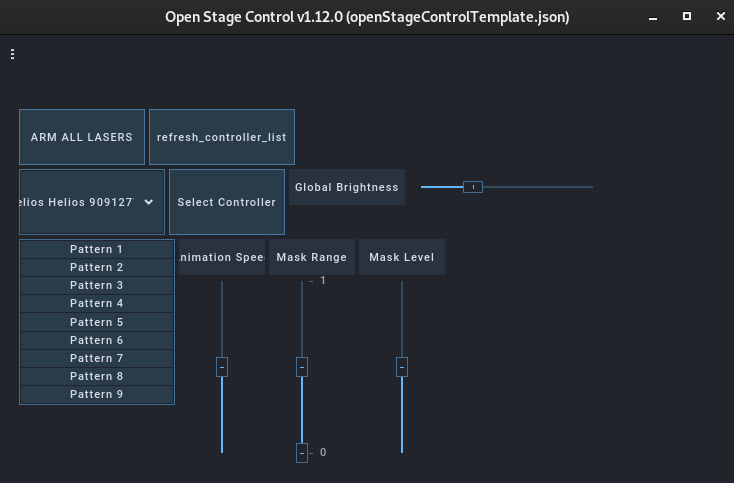 Open Stage Control v1.12.0 (openStageControlTemplate.json)
ARM ALL LASERS
refresh_controller_list
elios Helios 909127
Select Controller
Global Brightness
Pattern 1
Pattern 2
Pattern 3
Pattern 4
Pattern 5
Pattern 6
Pattern 7
Pattern 8
Pattern 9
nimation Spee
Mask Range
Mask Level
1
0